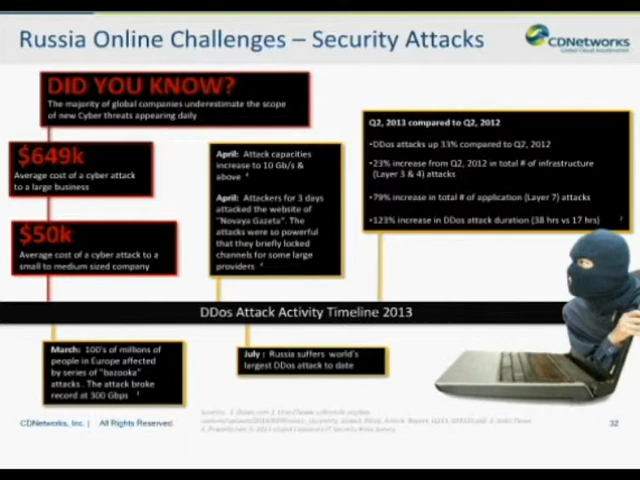 Russia Online Challenges – Security Attacks
CDNetworks
Global Cloud Acceleration
DID YOU KNOW?
The majority of global companies underestimate the scope
of new Cyber threats appearing daily
$649k
Average cost of a cyber attack
to a large business
$50k
Average cost of a cyber attack to a
small to medium sized company
April: Attack capacities
increase to 10 Gb/s &
above
April: Attackers for 3 days
attacked the website of
"Novaya Gazeta". The
attacks were so powerful
that they briefly locked
channels for some large
providers
Q2, 2013 compared to Q2, 2012
•DDos attacks up 33% compared to Q2, 2012
•23% increase from Q2, 2012 in total # of infrastructure
(Layer 3 & 4) attacks
•79% increase in total # of application (Layer 7) attacks
•123% increase in DDos attack duration (38 hrs vs 17 hrs)
DDos Attack Activity Timeline 2013
March: 100's of millions of
people in Europe affected
by series of "bazooka"
attacks . The attack broke
record at 300 Gbps
July : Russia suffers world's
largest DDos attack to date
CDNetworks, Inc. | All Rights Reserved
32